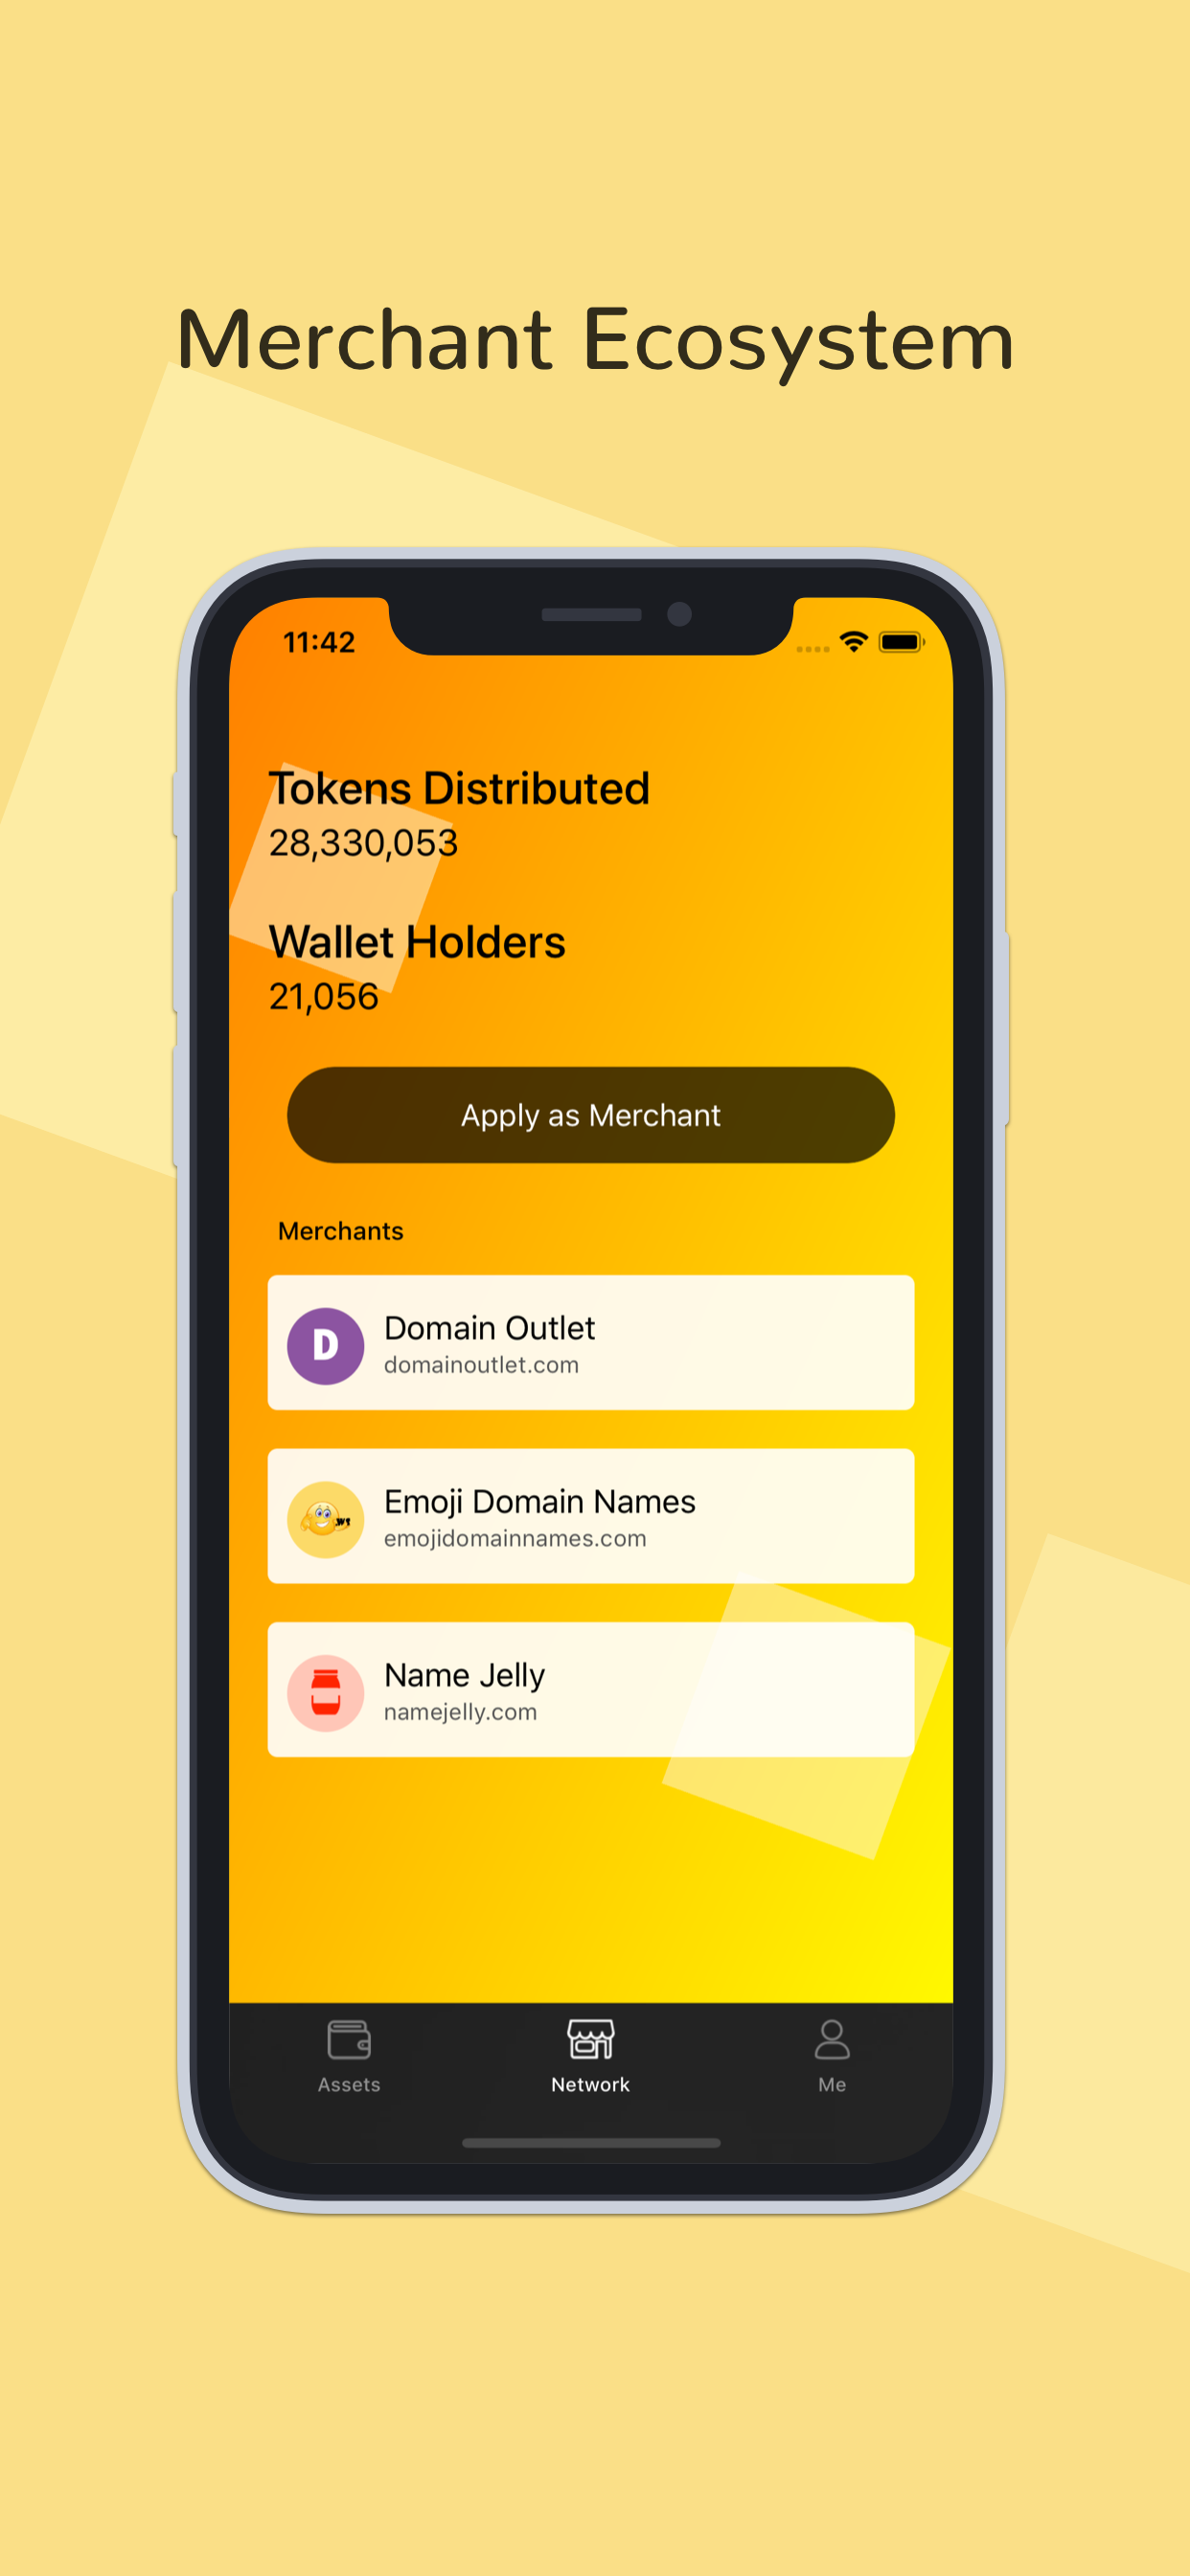 Merchant Ecosystem
11:42
Tokens Distributed
28,330,053
Wallet Holders
21,056
Apply as Merchant
Merchants
D
Domain Outlet
domainoutlet.com
Emoji Domain Names
emojidomainnames.com
Name Jelly
namejelly.com
Assets
Network
Me